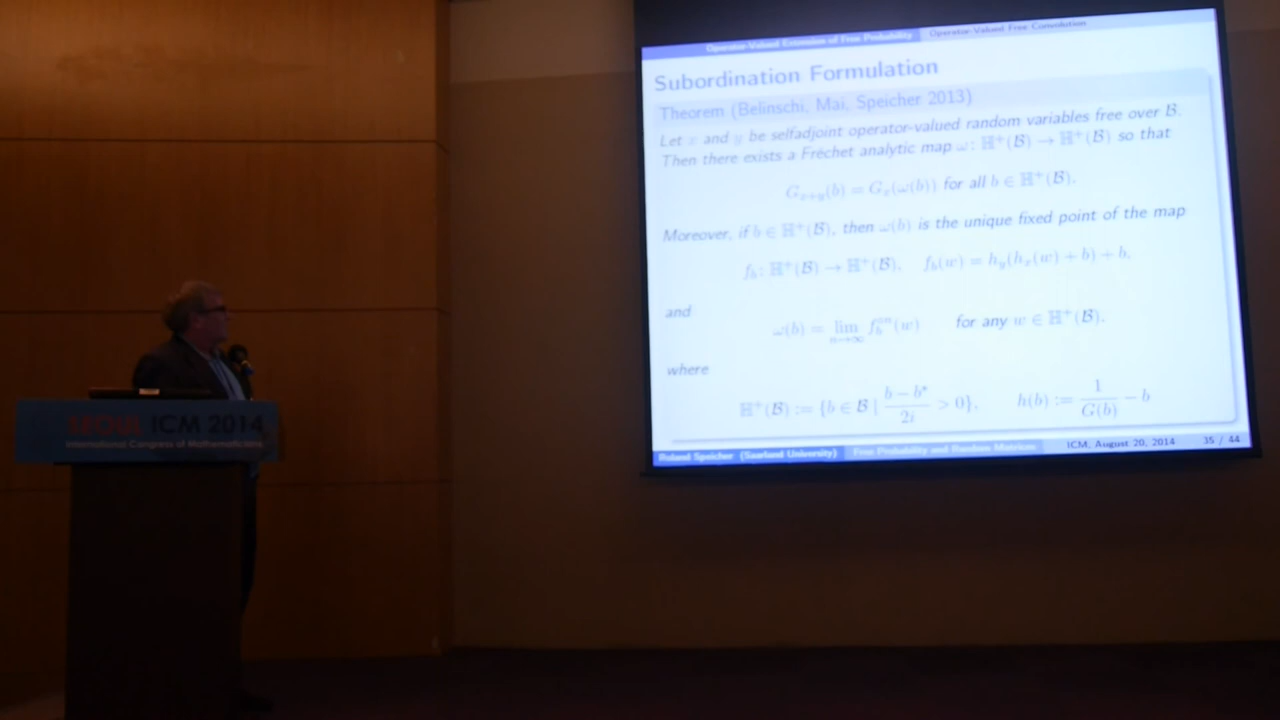 Operator-Valued Extension of Free Probability Operator-Valued Free Convolution
Subordination Formulation
Theorem (Belinschi, Mai, Speicher 2013)
Let x and y be selfadjoint operator-valued random variables free over B.
Then there exists a Fréchet analytic map ω: ℍ⁺(B) → ℍ⁺(B) so that
G_{x+y}(b) = G_x(ω(b)) for all b ∈ ℍ⁺(B).
Moreover, if b ∈ ℍ⁺(B), then ω(b) is the unique fixed point of the map
f_b: ℍ⁺(B) → ℍ⁺(B), f_b(w) = h_y(h_x(w) + b) + b,
and
ω(b) = lim_{n→∞} f_b^{∘n}(w) for any w ∈ ℍ⁺(B).
where
ℍ⁺(B) := {b ∈ B | (b − b*)/2i > 0}, h(b) := 1/G(b) − b
Roland Speicher (Saarland University) Free Probability and Random Matrices ICM, August 20, 2014 35 / 44
SEOUL ICM 2014
International Congress of Mathematicians